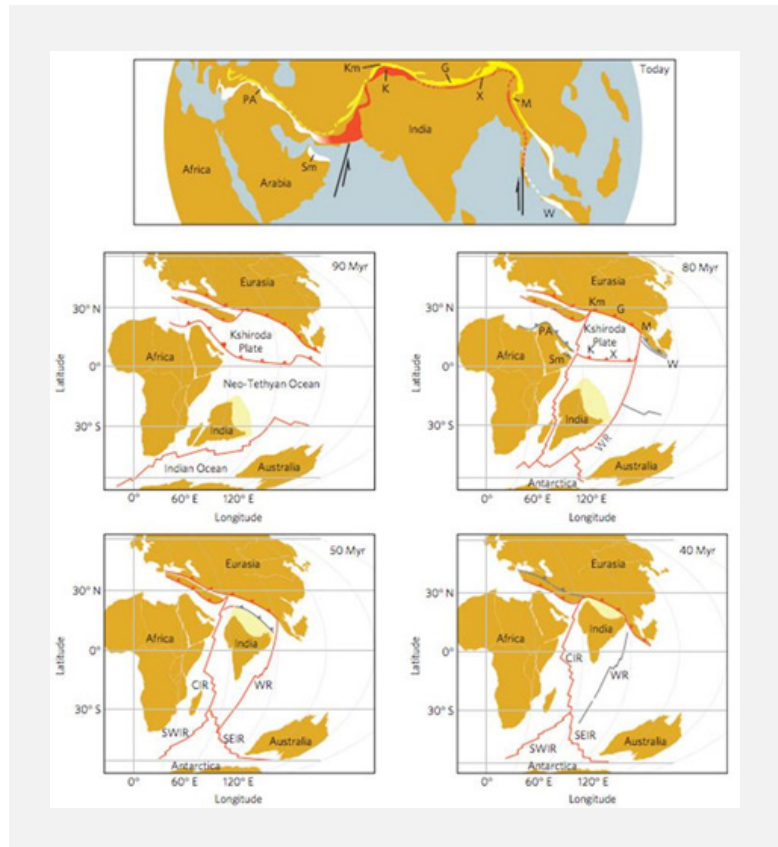 Today
Km
G
K
X
PA
M
India
Sm
Africa
Arabia
W
90 Myr
Eurasia
30° N
Kshiroda
Plate
Africa
0°
Latitude
Neo-Tethyan Ocean
30° S
India
Indian Ocean
Australia
0°
60° E
120° E
Longitude
80 Myr
Eurasia
30° N
Km
G
PA
Kshiroda
Plate
M
Africa
Sm
K
X
0°
W
Latitude
India
30° S
WR
Australia
Antarctica
0°
60° E
120° E
Longitude
50 Myr
Eurasia
30° N
Africa
India
0°
Latitude
CIR
WR
30° S
SWIR
SEIR
Australia
Antarctica
0°
60° E
120° E
Longitude
40 Myr
Eurasia
30° N
India
Africa
0°
CIR
Latitude
WR
30° S
SEIR
SWIR
Australia
Antarctica
0°
60° E
120° E
Longitude